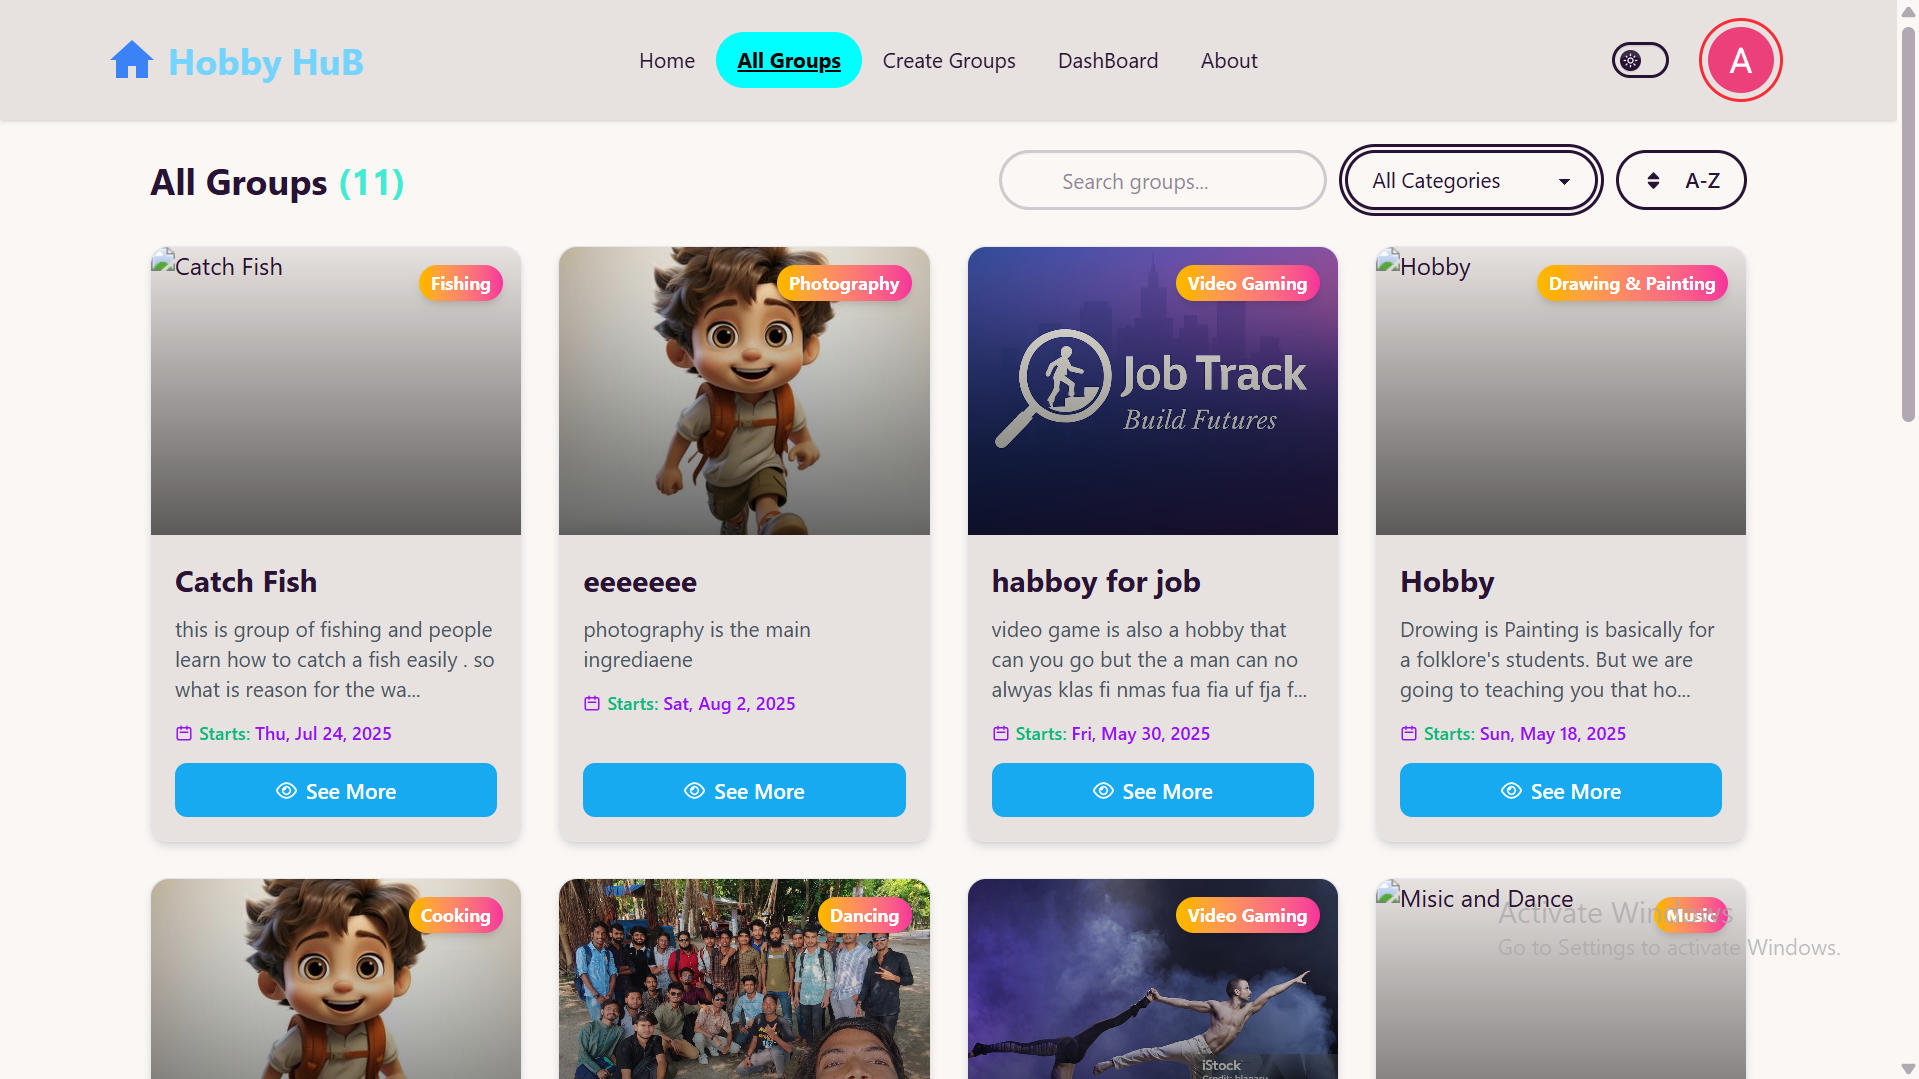 Hobby HuB
Home
All Groups
Create Groups
DashBoard
About
A
All Groups (11)
Search groups...
All Categories
A-Z
Catch Fish
Fishing
Photography
Video Gaming
Job Track
Build Futures
Hobby
Drawing & Painting
Catch Fish
this is group of fishing and people
learn how to catch a fish easily . so
what is reason for the wa...
Starts: Thu, Jul 24, 2025
See More
eeeeeee
photography is the main
ingrediaene
Starts: Sat, Aug 2, 2025
See More
habboy for job
video game is also a hobby that
can you go but the a man can no
alwyas klas fi nmas fua fia uf fja f...
Starts: Fri, May 30, 2025
See More
Hobby
Drowing is Painting is basically for
a folklore's students. But we are
going to teaching you that ho...
Starts: Sun, May 18, 2025
See More
Cooking
Dancing
Video Gaming
iStock
Misic and Dance
Music
Activate Windows
Go to Settings to activate Windows.